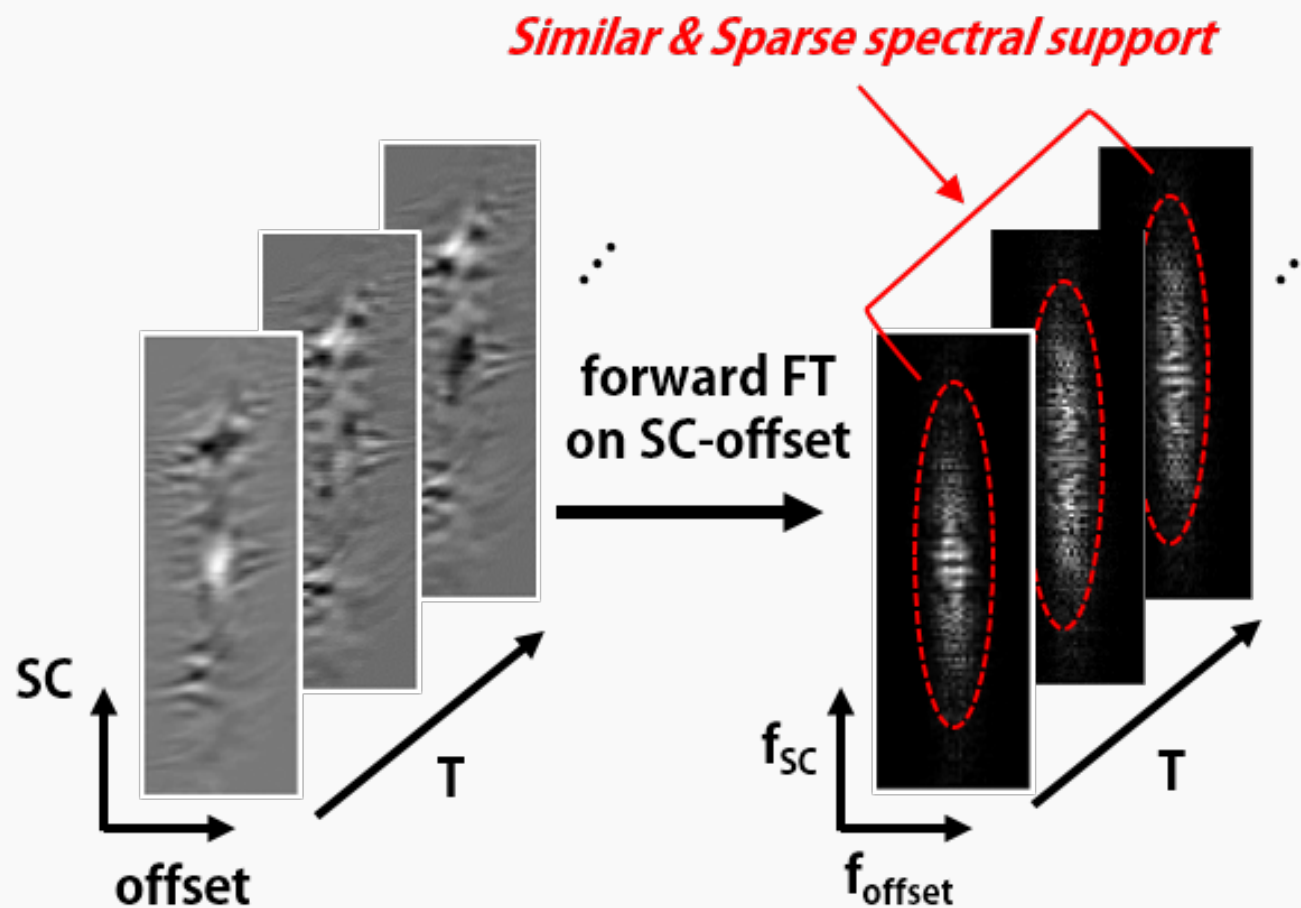 Similar & Sparse spectral support
forward FT
on SC-offset
SC
T
offset
fSC
T
foffset